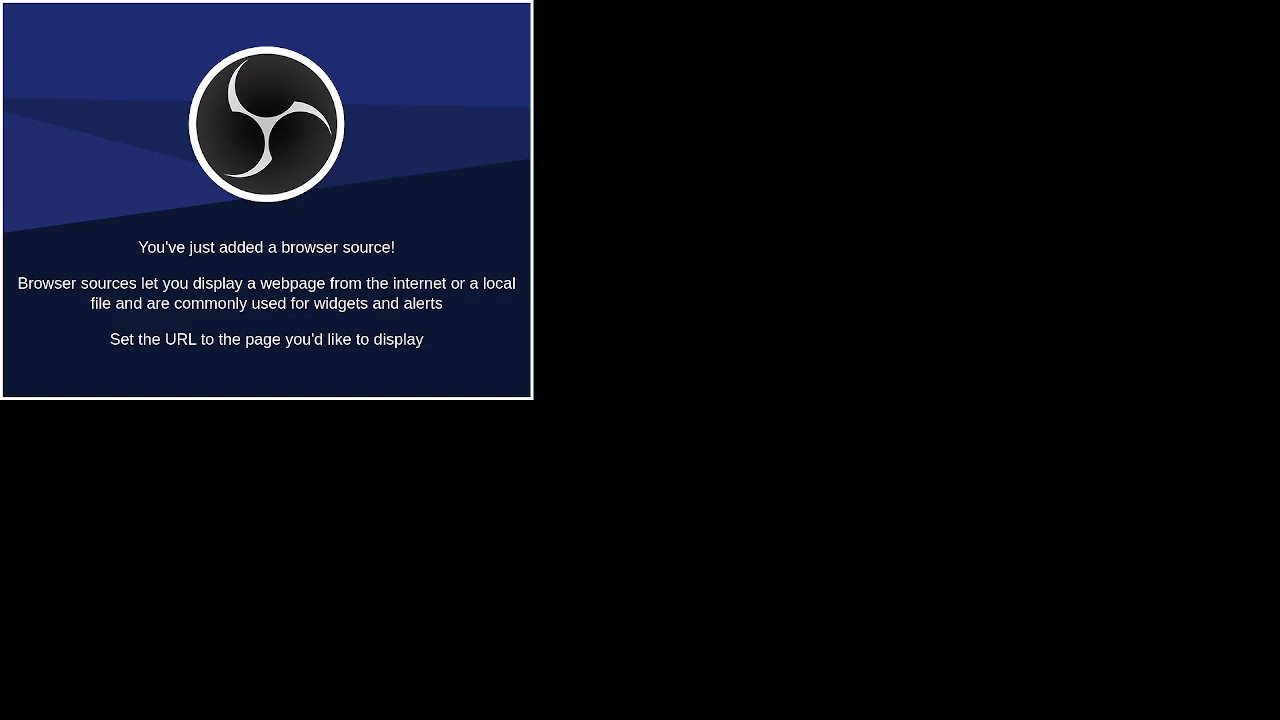 You've just added a browser source!
Browser sources let you display a webpage from the internet or a local
file and are commonly used for widgets and alerts
Set the URL to the page you'd like to display